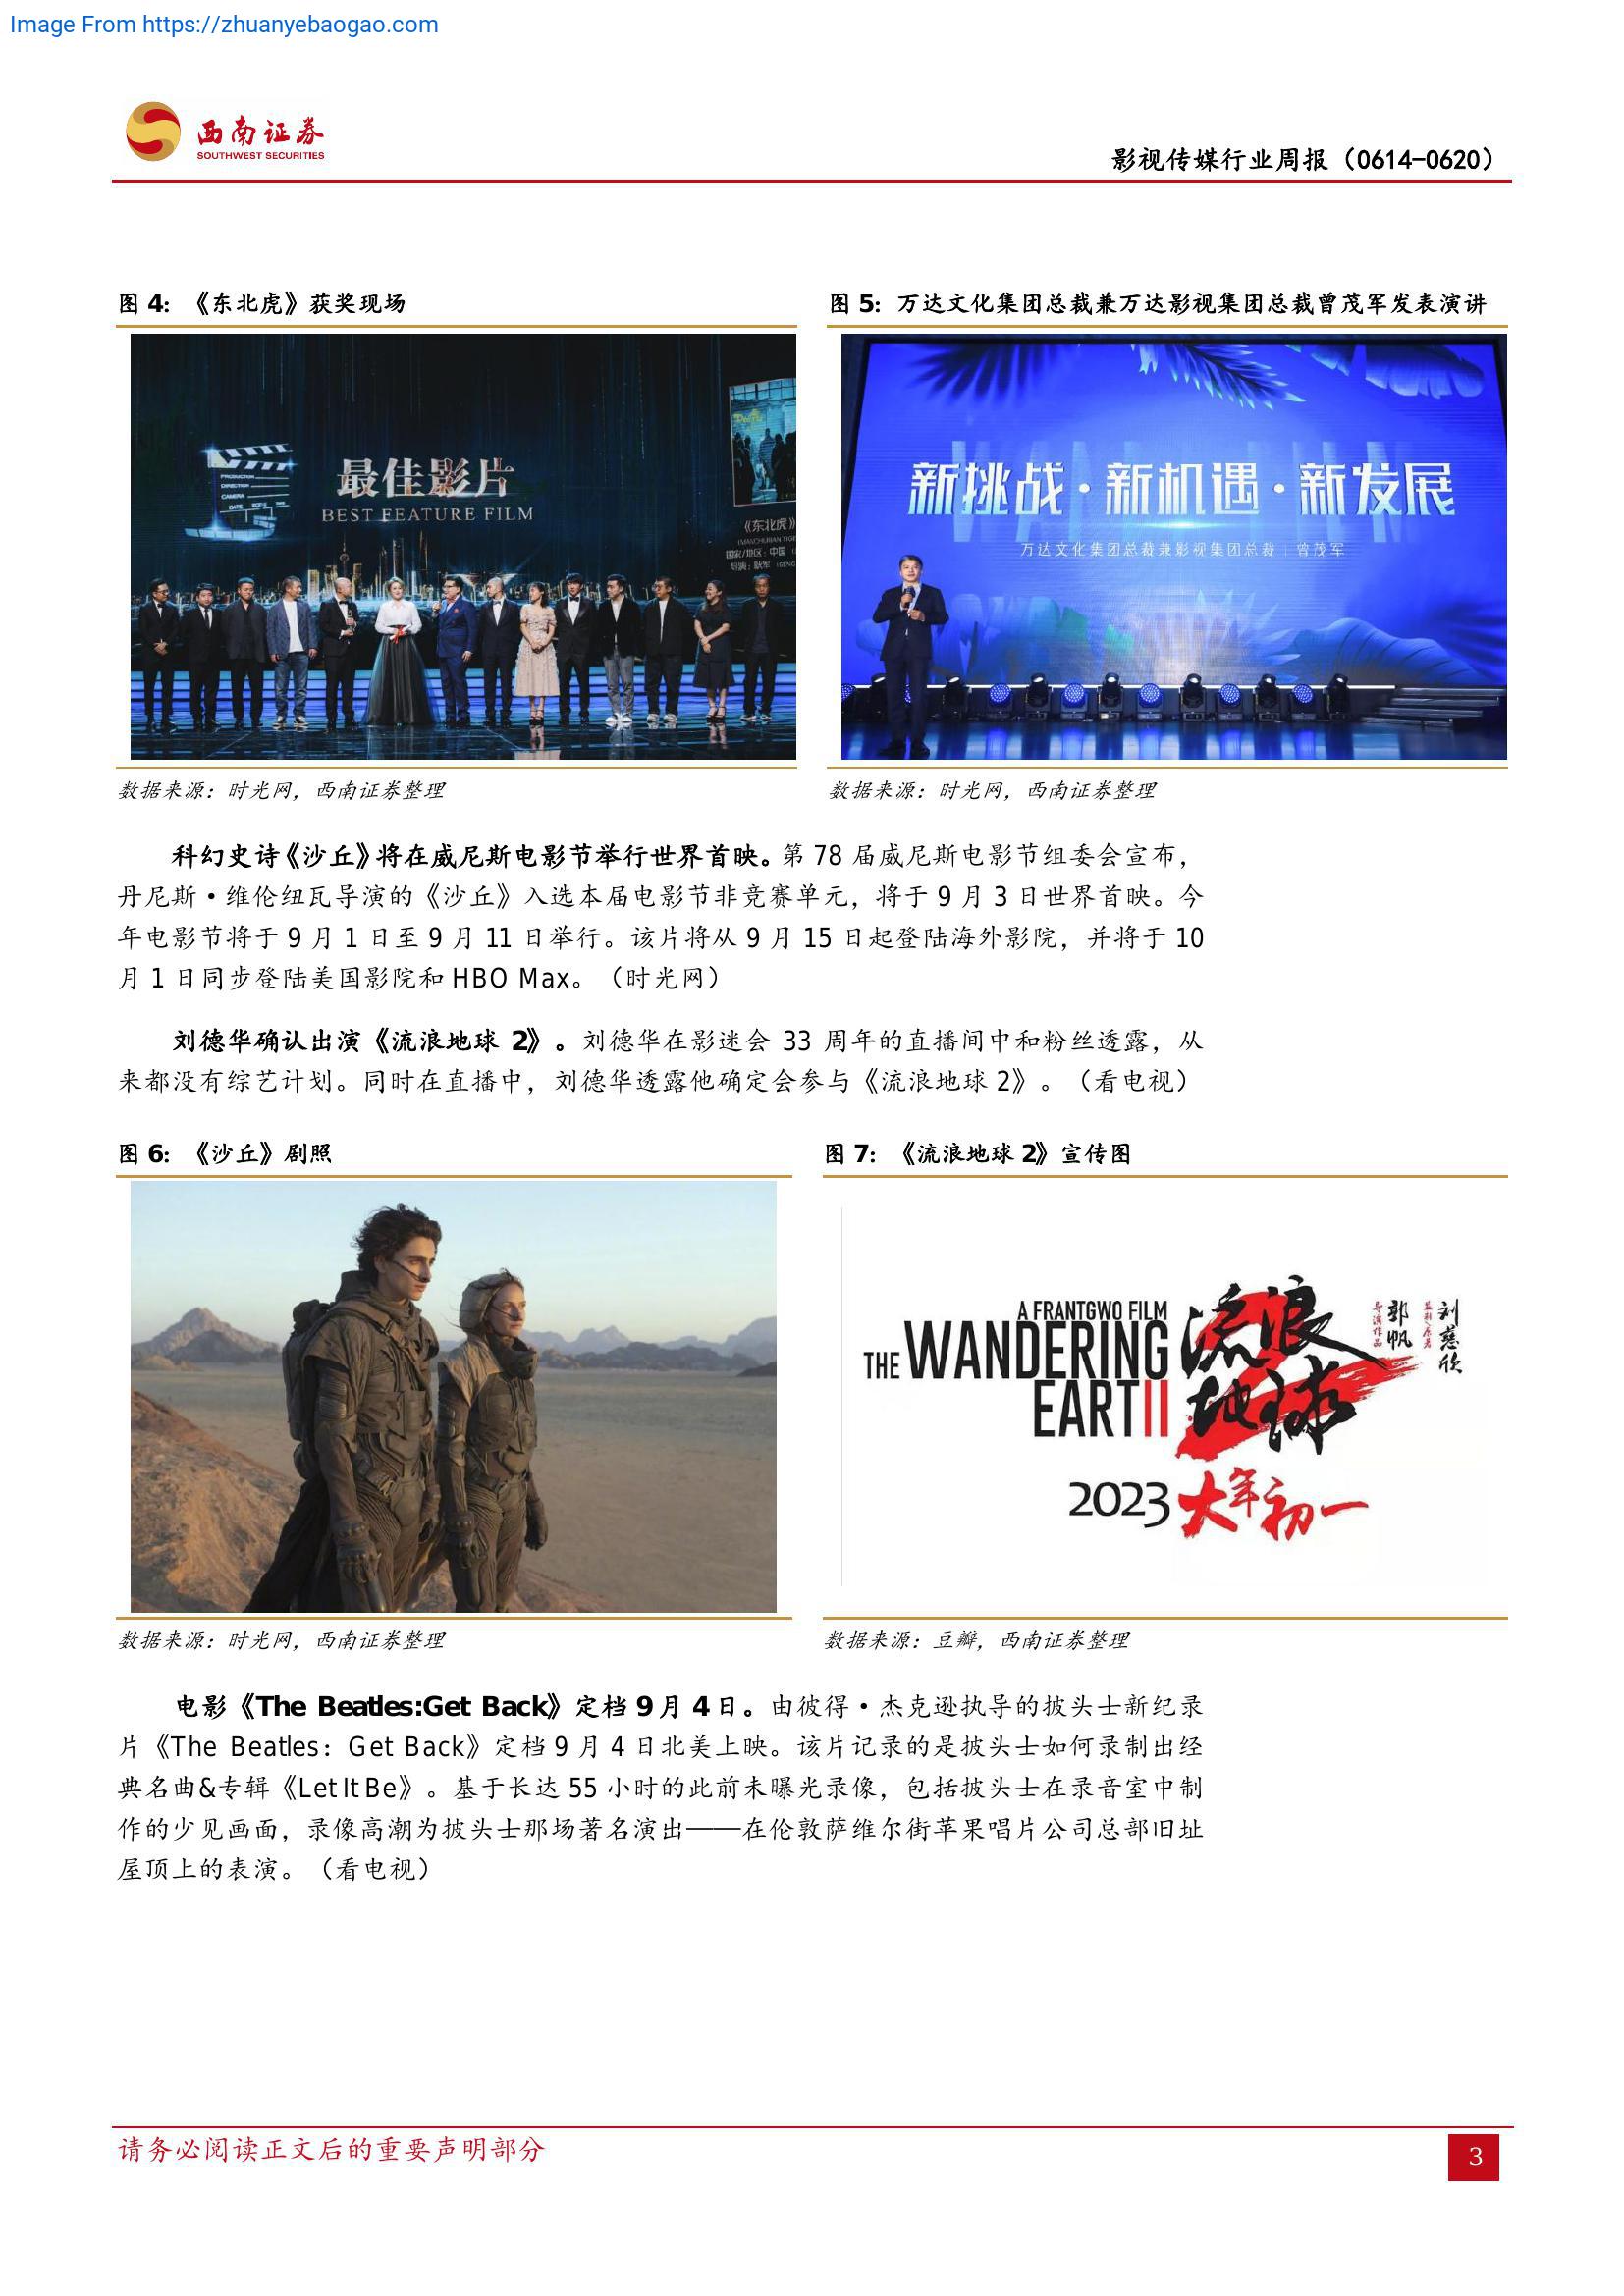 Image From https://zhuanyebaogao.com
西南证券
SOUTHWEST SECURITIES
影视传媒行业周报（0614-0620）
图 4：《东北虎》获奖现场
最佳影片
BEST FEATURE FILM
PRODUCTION
DIRECTION
CAMERA
DATE
《东北虎》
图 5：万达文化集团总裁兼万达影视集团总裁曾茂军发表演讲
新挑战·新机遇·新发展
万达文化集团总裁兼影视集团总裁｜曾茂军
数据来源：时光网，西南证券整理
数据来源：时光网，西南证券整理
科幻史诗《沙丘》将在威尼斯电影节举行世界首映。第 78 届威尼斯电影节组委会宣布，
丹尼斯·维伦纽瓦导演的《沙丘》入选本届电影节非竞赛单元，将于 9 月 3 日世界首映。今
年电影节将于 9 月 1 日至 9 月 11 日举行。该片将从 9 月 15 日起登陆海外影院，并将于 10
月 1 日同步登陆美国影院和 HBO Max。（时光网）
刘德华确认出演《流浪地球 2》。刘德华在影迷会 33 周年的直播间中和粉丝透露，从
来都没有综艺计划。同时在直播中，刘德华透露他确定会参与《流浪地球 2》。（看电视）
图 6：《沙丘》剧照
图 7：《流浪地球 2》宣传图
A FRANTGWO FILM
THE WANDERING
EARTII
流浪
地球
郭帆
导演作品
刘慈欣
2023 大年初一
数据来源：时光网，西南证券整理
数据来源：豆瓣，西南证券整理
电影《The Beatles:Get Back》定档 9 月 4 日。由彼得·杰克逊执导的披头士新纪录
片《The Beatles：Get Back》定档 9 月 4 日北美上映。该片记录的是披头士如何录制出经
典名曲&专辑《Let It Be》。基于长达 55 小时的此前未曝光录像，包括披头士在录音室中制
作的少见画面，录像高潮为披头士那场著名演出——在伦敦萨维尔街苹果唱片公司总部旧址
屋顶上的表演。（看电视）
请务必阅读正文后的重要声明部分
3